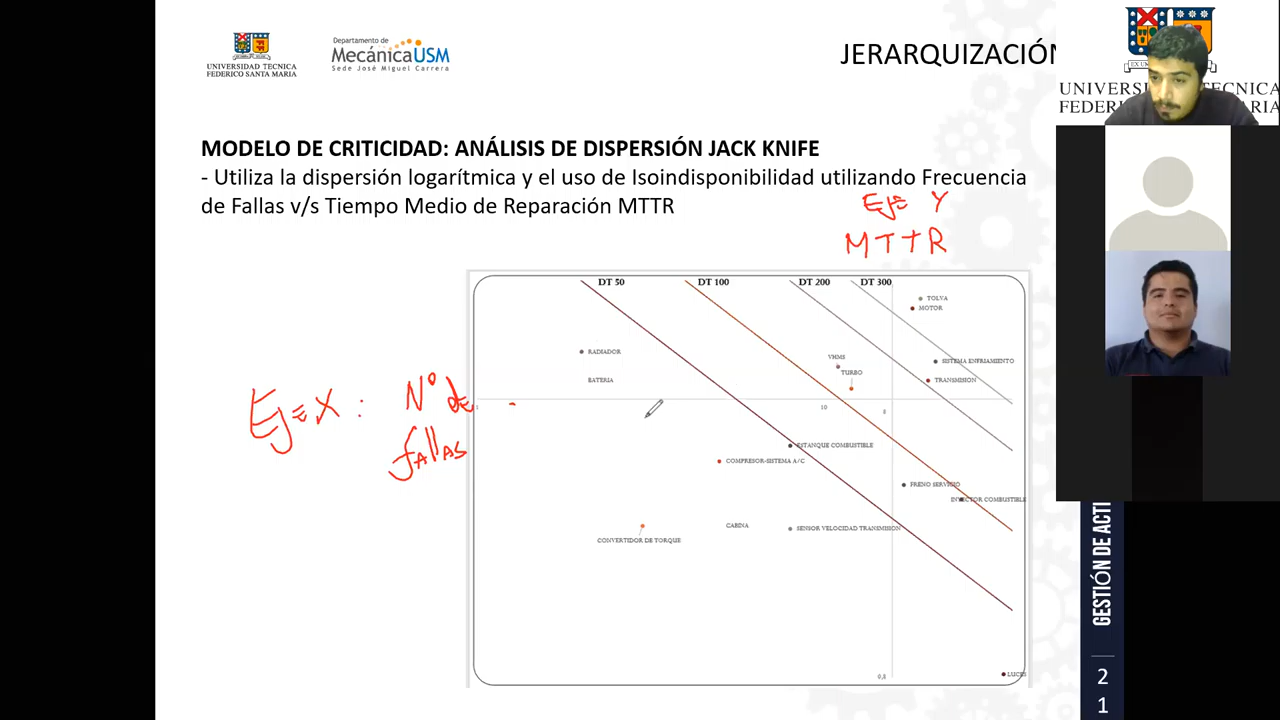 UNIVERSIDAD TECNICA
FEDERICO SANTA MARIA
Departamento de
MecánicaUSM
Sede José Miguel Carrera
JERARQUIZACIÓN
MODELO DE CRITICIDAD: ANÁLISIS DE DISPERSIÓN JACK KNIFE
- Utiliza la dispersión logarítmica y el uso de Isoindisponibilidad utilizando Frecuencia
de Fallas v/s Tiempo Medio de Reparación MTTR
Eje Y
MTTR
Eje X : N° de
fallas
DT 50
DT 100
DT 200
DT 300
TOLVA
MOTOR
RADIADOR
VHMS
SISTEMA ENFRIAMIENTO
TURBO
BATERIA
TRANSMISION
1
10
8
ESTANQUE COMBUSTIBLE
COMPRESOR-SISTEMA A/C
FRENO SERVICIO
INYECTOR COMBUSTIBLE
CABINA
SENSOR VELOCIDAD TRANSMISION
CONVERTIDOR DE TORQUE
0,8
LUCES
GESTIÓN DE ACTI
2
1